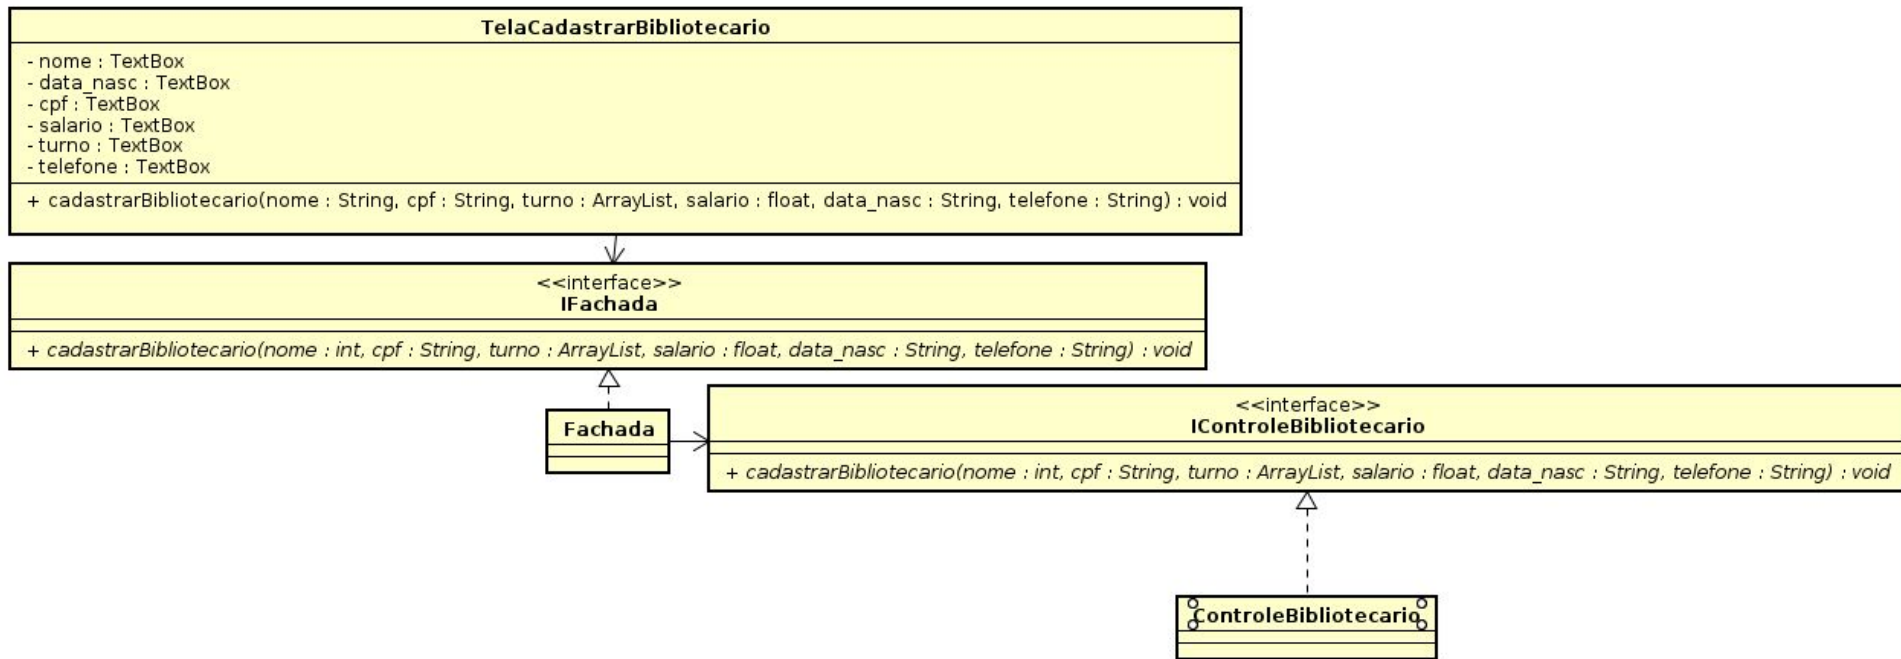 TelaCadastrarBibliotecario
- nome : TextBox
- data_nasc : TextBox
- cpf : TextBox
- salario : TextBox
- turno : TextBox
- telefone : TextBox
+ cadastrarBibliotecario(nome : String, cpf : String, turno : ArrayList, salario : float, data_nasc : String, telefone : String) : void
<<interface>>
IFachada
+ cadastrarBibliotecario(nome : int, cpf : String, turno : ArrayList, salario : float, data_nasc : String, telefone : String) : void
Fachada
<<interface>>
IControleBibliotecario
+ cadastrarBibliotecario(nome : int, cpf : String, turno : ArrayList, salario : float, data_nasc : String, telefone : String) : void
ControleBibliotecario